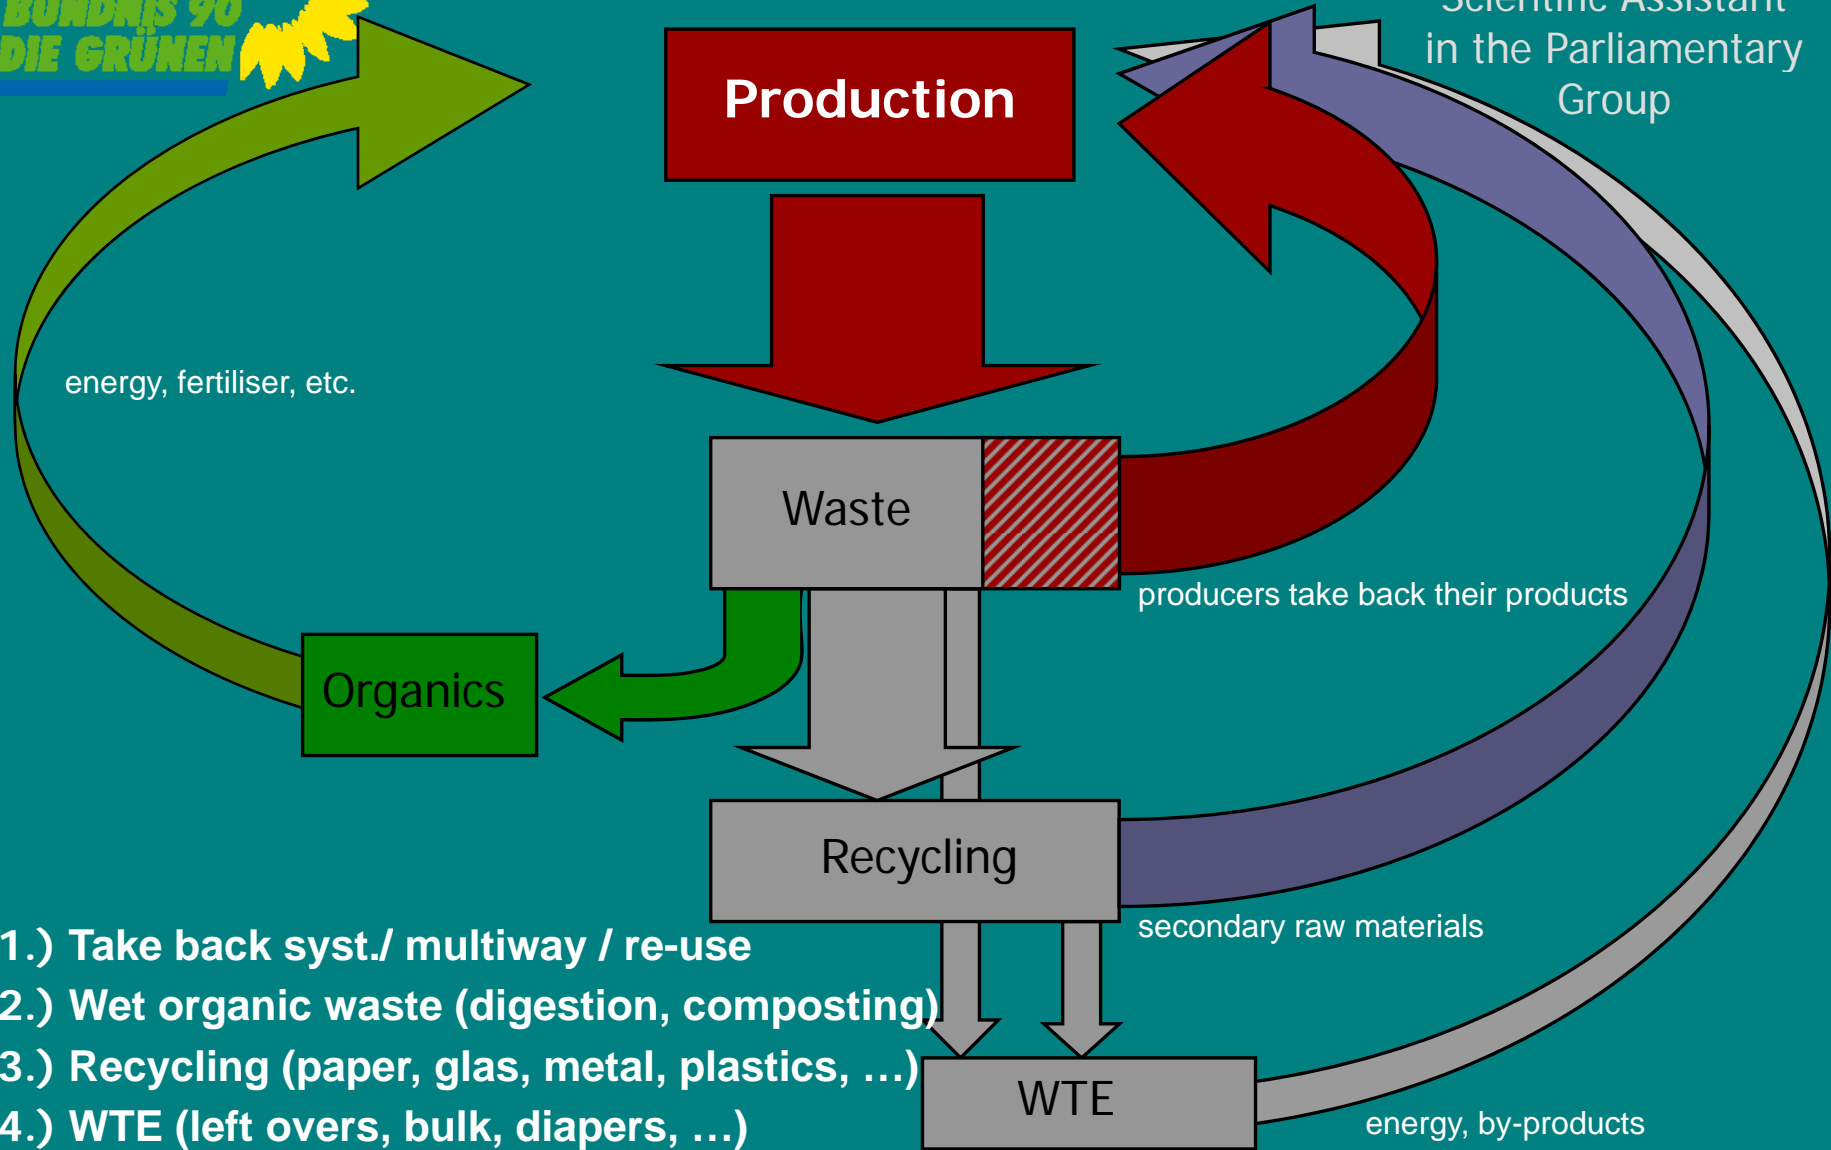 BÜNDNIS 90
DIE GRÜNEN
Scientific Assistant
in the Parliamentary
Group
Production
energy, fertiliser, etc.
Waste
producers take back their products
Organics
Recycling
secondary raw materials
1.) Take back syst./ multiway / re-use
2.) Wet organic waste (digestion, composting)
3.) Recycling (paper, glas, metal, plastics, ...)
4.) WTE (left overs, bulk, diapers, ...)
WTE
energy, by-products